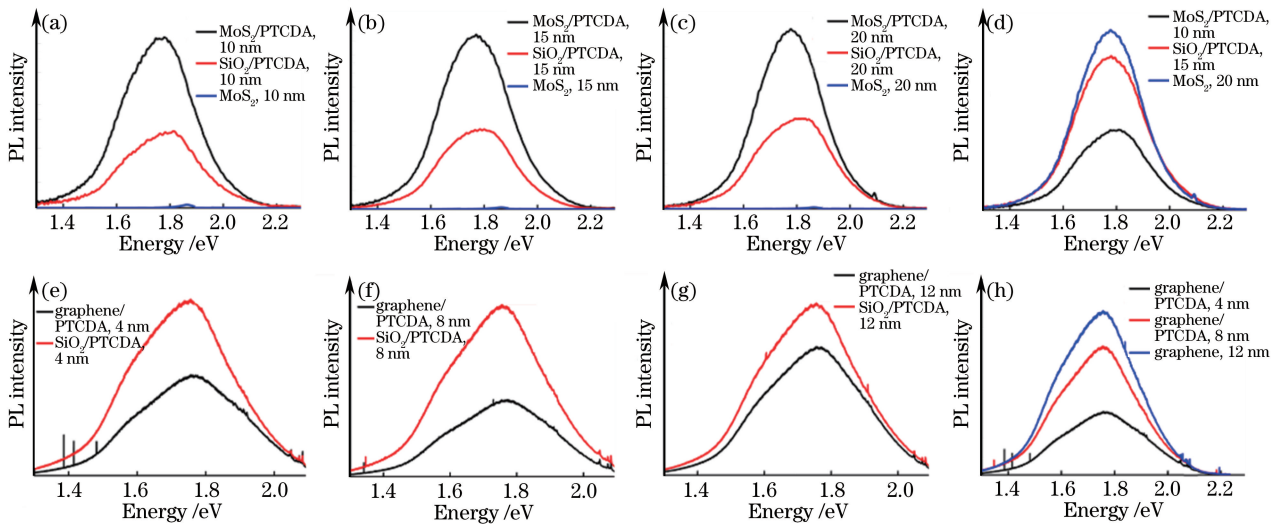 (a)
MoS₂/PTCDA,
10 nm
SiO₂/PTCDA,
10 nm
MoS₂, 10 nm
PL intensity
1.4 1.6 1.8 2.0 2.2
Energy /eV
(b)
MoS₂/PTCDA,
15 nm
SiO₂/PTCDA,
15 nm
MoS₂, 15 nm
PL intensity
1.4 1.6 1.8 2.0 2.2
Energy /eV
(c)
MoS₂/PTCDA,
20 nm
SiO₂/PTCDA,
20 nm
MoS₂, 20 nm
PL intensity
1.4 1.6 1.8 2.0 2.2
Energy /eV
(d)
MoS₂/PTCDA,
10 nm
SiO₂/PTCDA,
15 nm
MoS₂, 20 nm
PL intensity
1.4 1.6 1.8 2.0 2.2
Energy /eV
(e)
graphene/
PTCDA, 4 nm
SiO₂/PTCDA,
4 nm
PL intensity
1.4 1.6 1.8 2.0
Energy /eV
(f)
graphene/
PTCDA, 8 nm
SiO₂/PTCDA,
8 nm
PL intensity
1.4 1.6 1.8 2.0
Energy /eV
(g)
graphene/
PTCDA, 12 nm
SiO₂/PTCDA,
12 nm
PL intensity
1.4 1.6 1.8 2.0
Energy /eV
(h)
graphene/
PTCDA, 4 nm
graphene/
PTCDA, 8 nm
graphene, 12 nm
PL intensity
1.4 1.6 1.8 2.0 2.2
Energy /eV